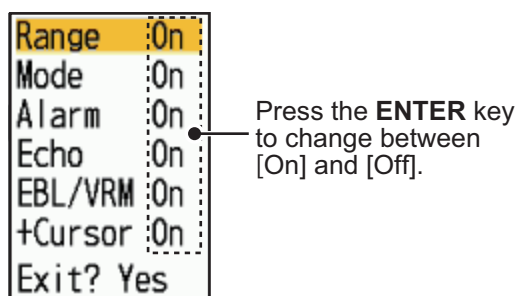 Range On
Mode On
Alarm On
Echo On
EBL/VRM On
+Cursor On
Exit? Yes
Press the ENTER key
to change between
[On] and [Off].